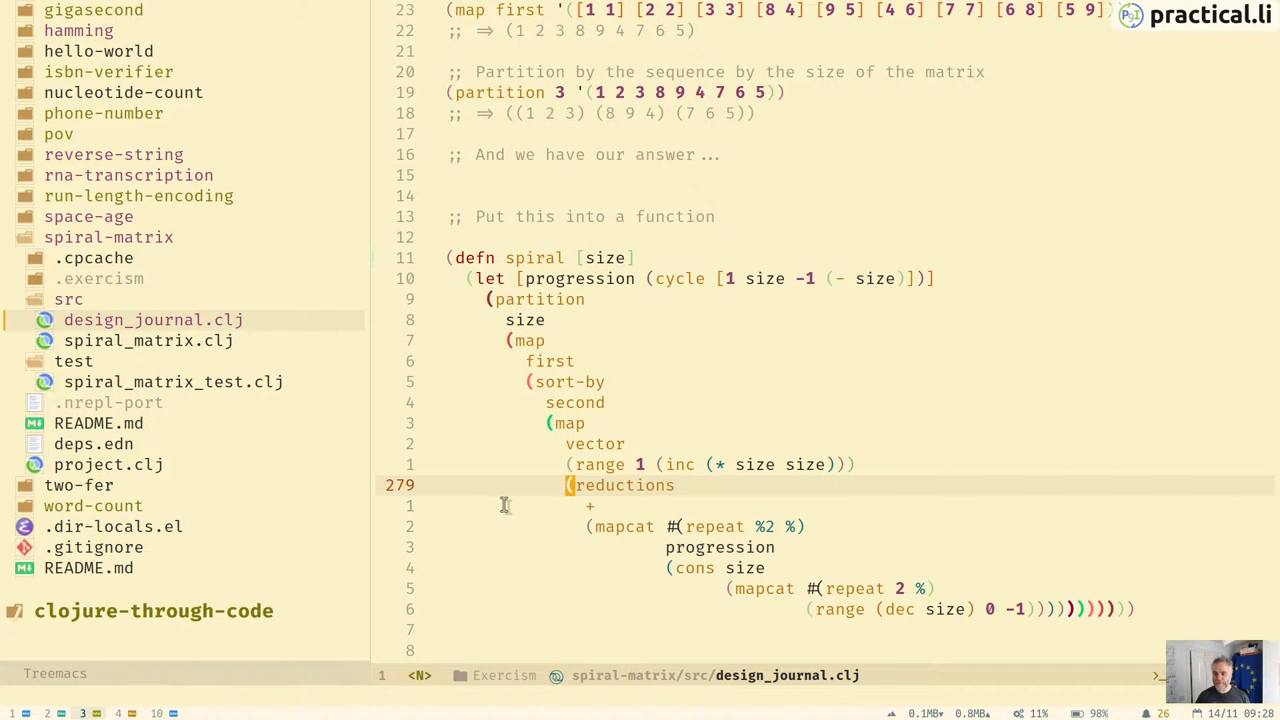 gigasecond
hamming
hello-world
isbn-verifier
nucleotide-count
phone-number
pov
reverse-string
rna-transcription
run-length-encoding
space-age
spiral-matrix
.cpcache
.exercism
src
design_journal.clj
spiral_matrix.clj
test
spiral_matrix_test.clj
.nrepl-port
README.md
deps.edn
project.clj
two-fer
word-count
.dir-locals.el
.gitignore
README.md
clojure-through-code
Treemacs
practical.li
23 (map first '([1 1] [2 2] [3 3] [8 4] [9 5] [4 6] [7 7] [6 8] [5 9])
22 ;; => (1 2 3 8 9 4 7 6 5)
21
20 ;; Partition by the sequence by the size of the matrix
19 (partition 3 '(1 2 3 8 9 4 7 6 5))
18 ;; => ((1 2 3) (8 9 4) (7 6 5))
17
16 ;; And we have our answer...
15
14
13 ;; Put this into a function
12
11 (defn spiral [size]
10 (let [progression (cycle [1 size -1 (- size)])]
9 (partition
8 size
7 (map
6 first
5 (sort-by
4 second
3 (map
2 vector
1 (range 1 (inc (* size size)))
279 (reductions
1 +
2 (mapcat #(repeat %2 %)
3 progression
4 (cons size
5 (mapcat #(repeat 2 %)
6 (range (dec size) 0 -1)))))))))))
7
8
1 <N> Exercism spiral-matrix/src/design_journal.clj
1 2 3 4 10 0.1MB 0.8MB 11% 98% 26 14/11 09:28